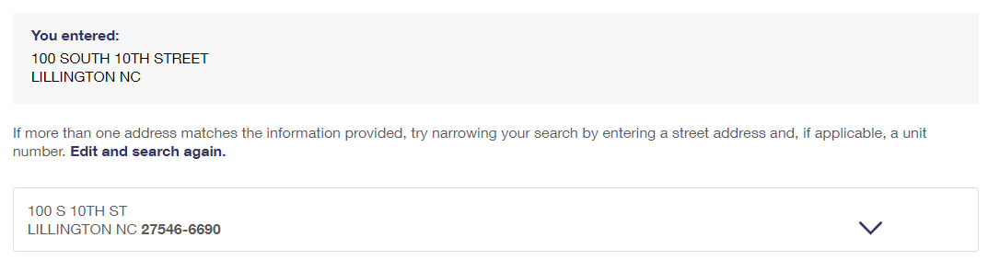 You entered:
100 SOUTH 10TH STREET
LILLINGTON NC
If more than one address matches the information provided, try narrowing your search by entering a street address and, if applicable, a unit
number. Edit and search again.
100 S 10TH ST
LILLINGTON NC 27546-6690